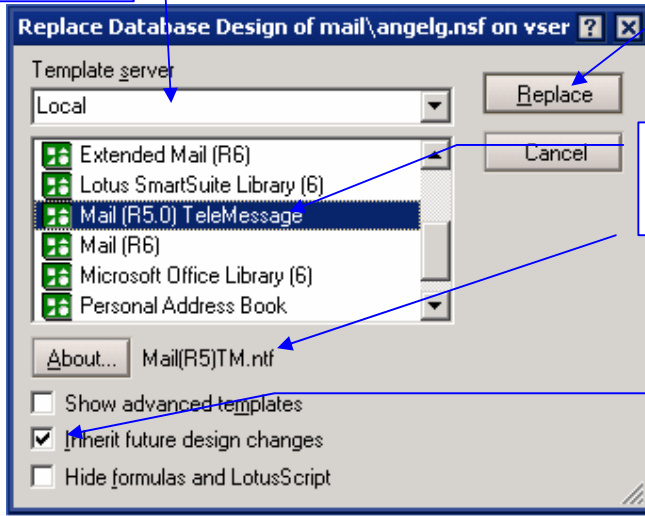 Replace Database Design of mail\angelg.nsf on vser
Template server
Local
Replace
Cancel
Extended Mail (R6)
Lotus SmartSuite Library (6)
Mail (R5.0) TeleMessage
Mail (R6)
Microsoft Office Library (6)
Personal Address Book
About...
Mail(R5)TM.ntf
Show advanced templates
Inherit future design changes
Hide formulas and LotusScript